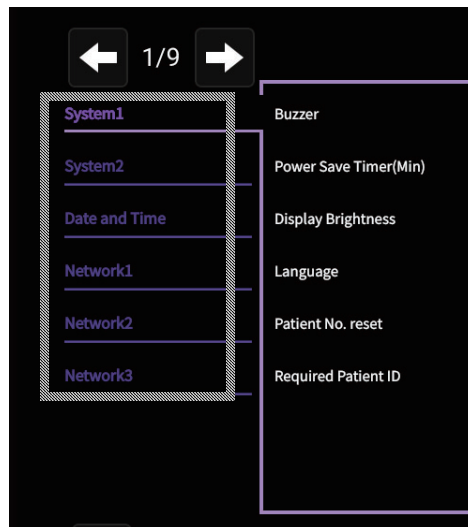 1/9
System1
System2
Date and Time
Network1
Network2
Network3
Buzzer
Power Save Timer(Min)
Display Brightness
Language
Patient No. reset
Required Patient ID